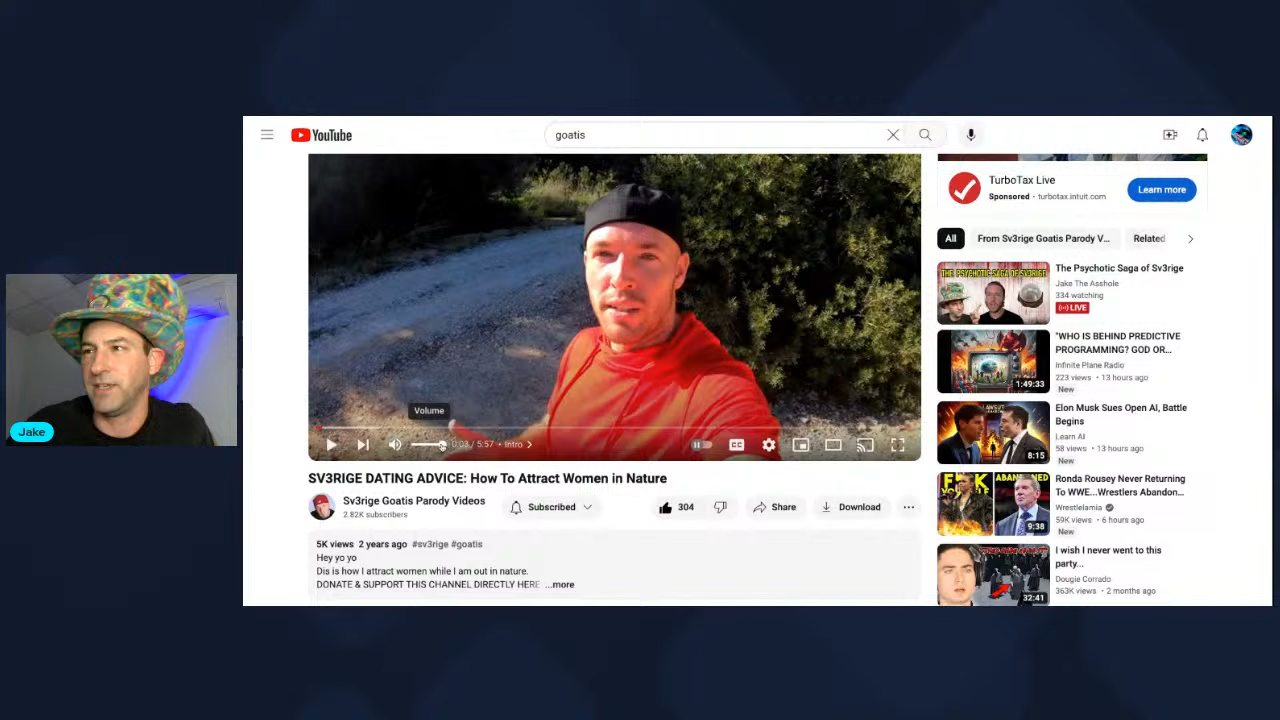 YouTube
goatis
TurboTax Live
Sponsored · turbotax.intuit.com
Learn more
All
From Sv3rige Goatis Parody V...
Related
THE PSYCHOTIC SAGA OF SV3RIGE
The Psychotic Saga of Sv3rige
Jake The Asshole
334 watching
LIVE
"WHO IS BEHIND PREDICTIVE
PROGRAMMING? GOD OR...
Infinite Plane Radio
223 views · 13 hours ago
New
1:49:33
Jake
Volume
0:03 / 5:57 · Intro
CC
Elon Musk Sues Open AI, Battle
Begins
Learn AI
58 views · 13 hours ago
New
8:15
SV3RIGE DATING ADVICE: How To Attract Women in Nature
Sv3rige Goatis Parody Videos
2.82K subscribers
Subscribed
304
Share
Download
Ronda Rousey Never Returning
To WWE...Wrestlers Abandon...
Wrestlelamia
59K views · 6 hours ago
New
9:38
5K views 2 years ago #sv3rige #goatis
Hey yo yo
Dis is how I attract women while I am out in nature.
DONATE & SUPPORT THIS CHANNEL DIRECTLY HERE ...more
I wish I never went to this
party...
Dougie Corrado
363K views · 2 months ago
32:41